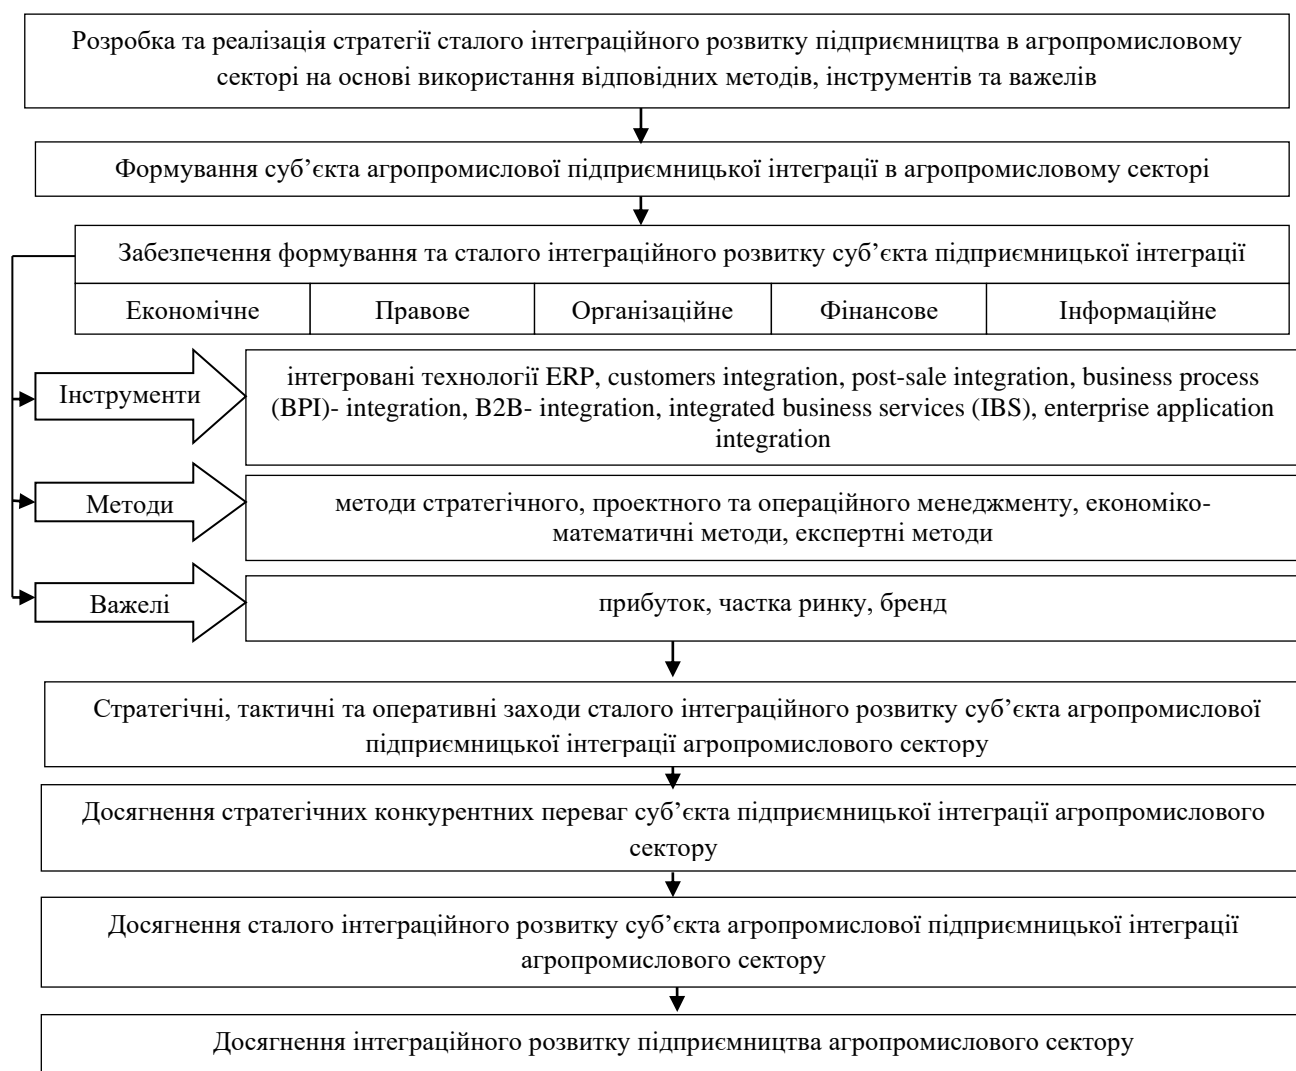 Розробка та реалізація стратегії сталого інтеграційного розвитку підприємництва в агропромисловому
секторі на основі використання відповідних методів, інструментів та важелів
Формування суб’єкта агропромислової підприємницької інтеграції в агропромисловому секторі
Забезпечення формування та сталого інтеграційного розвитку суб’єкта підприємницької інтеграції
Економічне
Правове
Організаційне
Фінансове
Інформаційне
Інструменти
інтегровані технології ERP, customers integration, post-sale integration, business process
(BPI)- integration, B2B- integration, integrated business services (IBS), enterprise application
integration
Методи
методи стратегічного, проектного та операційного менеджменту, економіко-
математичні методи, експертні методи
Важелі
прибуток, частка ринку, бренд
Стратегічні, тактичні та оперативні заходи сталого інтеграційного розвитку суб’єкта агропромислової
підприємницької інтеграції агропромислового сектору
Досягнення стратегічних конкурентних переваг суб’єкта підприємницької інтеграції агропромислового
сектору
Досягнення сталого інтеграційного розвитку суб’єкта агропромислової підприємницької інтеграції
агропромислового сектору
Досягнення інтеграційного розвитку підприємництва агропромислового сектору